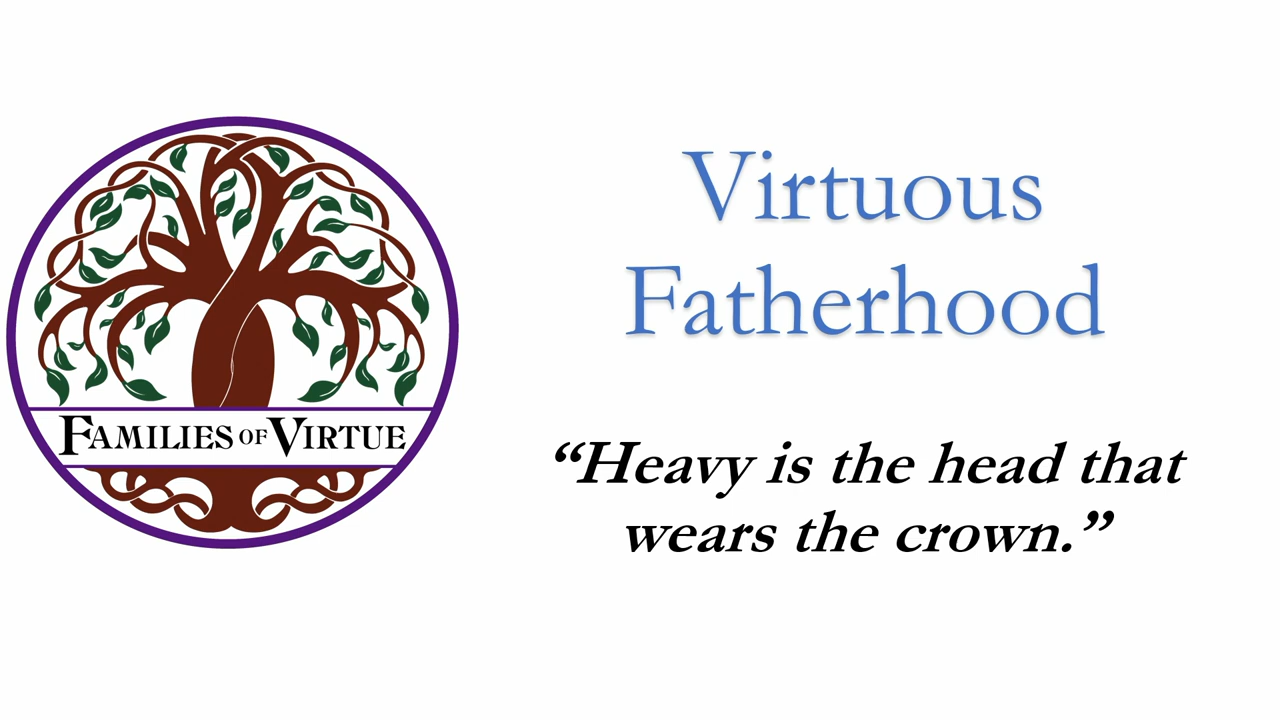 FAMILIES OF VIRTUE
Virtuous
Fatherhood
“Heavy is the head that
wears the crown.”